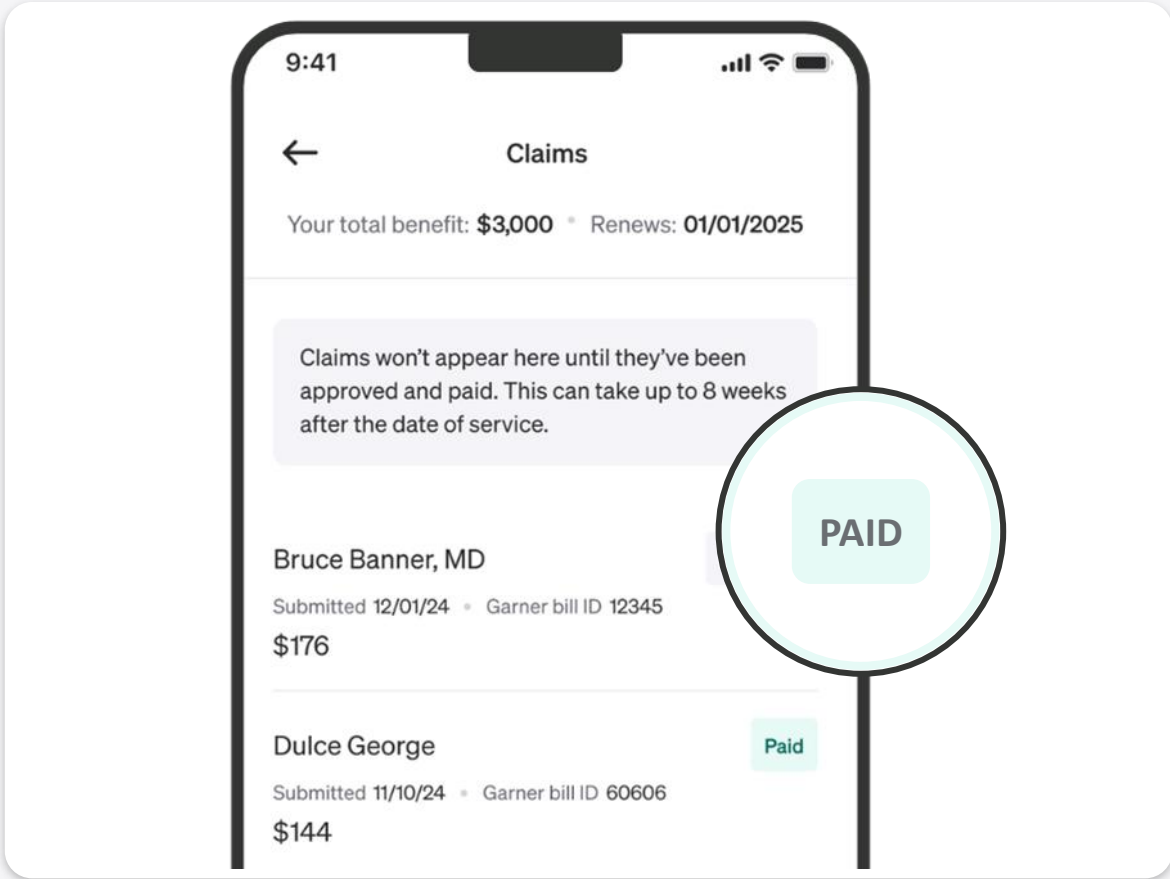 9:41
Claims
Your total benefit: $3,000 • Renews: 01/01/2025
Claims won’t appear here until they’ve been
approved and paid. This can take up to 8 weeks
after the date of service.
PAID
Bruce Banner, MD
Submitted 12/01/24 • Garner bill ID 12345
$176
Dulce George
Paid
Submitted 11/10/24 • Garner bill ID 60606
$144